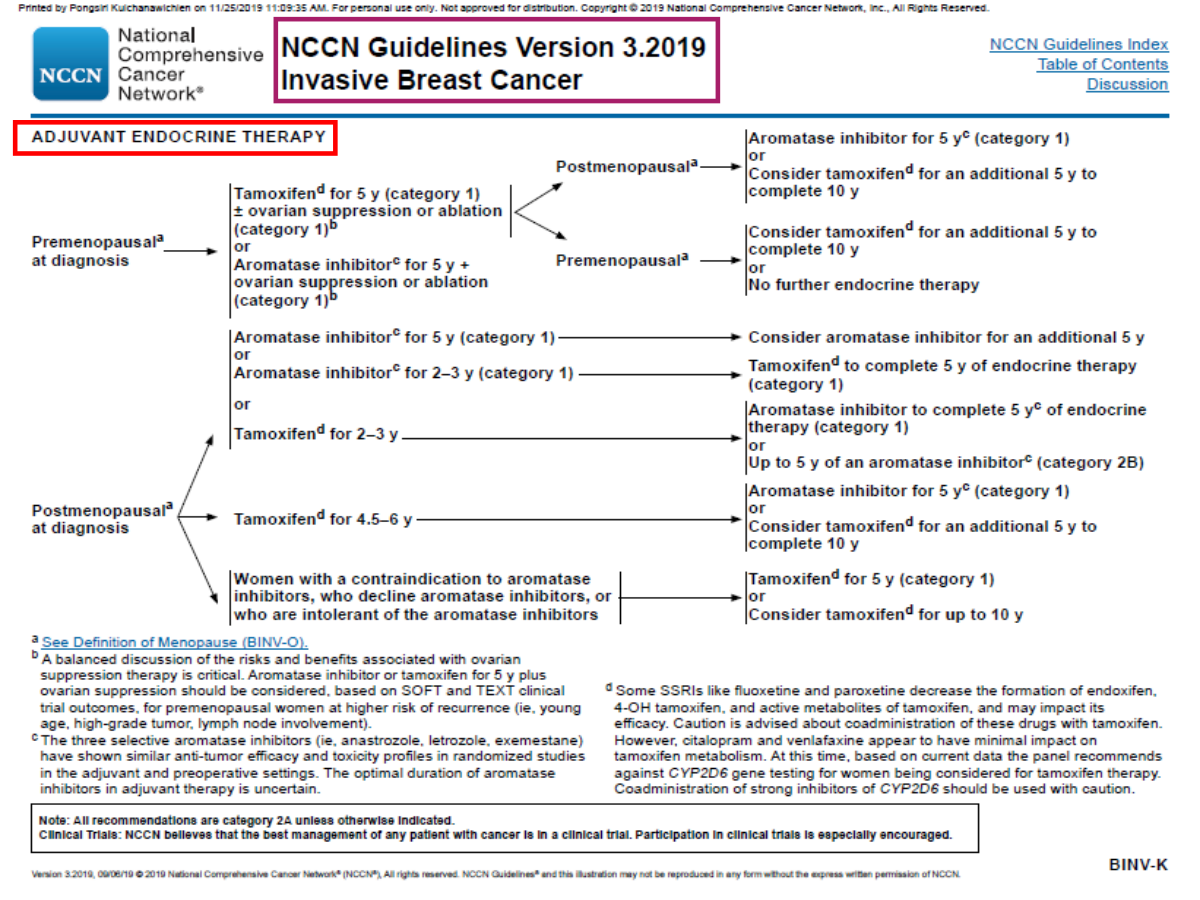 Printed by Pongsiri Kulchanawichien on 11/25/2019 11:09:35 AM. For personal use only. Not approved for distribution. Copyright © 2019 National Comprehensive Cancer Network, Inc., All Rights Reserved.
NCCN
National
Comprehensive
Cancer
Network®
NCCN Guidelines Version 3.2019
Invasive Breast Cancer
NCCN Guidelines Index
Table of Contents
Discussion
ADJUVANT ENDOCRINE THERAPY
Premenopausalᵃ
at diagnosis
Tamoxifenᵈ for 5 y (category 1)
± ovarian suppression or ablation
(category 1)ᵇ
or
Aromatase inhibitorᶜ for 5 y +
ovarian suppression or ablation
(category 1)ᵇ
Postmenopausalᵃ
Aromatase inhibitor for 5 yᶜ (category 1)
or
Consider tamoxifenᵈ for an additional 5 y to
complete 10 y
Premenopausalᵃ
Consider tamoxifenᵈ for an additional 5 y to
complete 10 y
or
No further endocrine therapy
Postmenopausalᵃ
at diagnosis
Aromatase inhibitorᶜ for 5 y (category 1)
Consider aromatase inhibitor for an additional 5 y
or
Aromatase inhibitorᶜ for 2–3 y (category 1)
Tamoxifenᵈ to complete 5 y of endocrine therapy
(category 1)
or
Tamoxifenᵈ for 2–3 y
Aromatase inhibitor to complete 5 yᶜ of endocrine
therapy (category 1)
or
Up to 5 y of an aromatase inhibitorᶜ (category 2B)
Tamoxifenᵈ for 4.5–6 y
Aromatase inhibitor for 5 yᶜ (category 1)
or
Consider tamoxifenᵈ for an additional 5 y to
complete 10 y
Women with a contraindication to aromatase
inhibitors, who decline aromatase inhibitors, or
who are intolerant of the aromatase inhibitors
Tamoxifenᵈ for 5 y (category 1)
or
Consider tamoxifenᵈ for up to 10 y
ᵃ See Definition of Menopause (BINV-O).
ᵇ A balanced discussion of the risks and benefits associated with ovarian
suppression therapy is critical. Aromatase inhibitor or tamoxifen for 5 y plus
ovarian suppression should be considered, based on SOFT and TEXT clinical
trial outcomes, for premenopausal women at higher risk of recurrence (ie, young
age, high-grade tumor, lymph node involvement).
ᶜ The three selective aromatase inhibitors (ie, anastrozole, letrozole, exemestane)
have shown similar anti-tumor efficacy and toxicity profiles in randomized studies
in the adjuvant and preoperative settings. The optimal duration of aromatase
inhibitors in adjuvant therapy is uncertain.
ᵈ Some SSRIs like fluoxetine and paroxetine decrease the formation of endoxifen,
4-OH tamoxifen, and active metabolites of tamoxifen, and may impact its
efficacy. Caution is advised about coadministration of these drugs with tamoxifen.
However, citalopram and venlafaxine appear to have minimal impact on
tamoxifen metabolism. At this time, based on current data the panel recommends
against CYP2D6 gene testing for women being considered for tamoxifen therapy.
Coadministration of strong inhibitors of CYP2D6 should be used with caution.
Note: All recommendations are category 2A unless otherwise indicated.
Clinical Trials: NCCN believes that the best management of any patient with cancer is in a clinical trial. Participation in clinical trials is especially encouraged.
BINV-K
Version 3.2019, 09/06/19 © 2019 National Comprehensive Cancer Network® (NCCN®), All rights reserved. NCCN Guidelines® and this illustration may not be reproduced in any form without the express written permission of NCCN.